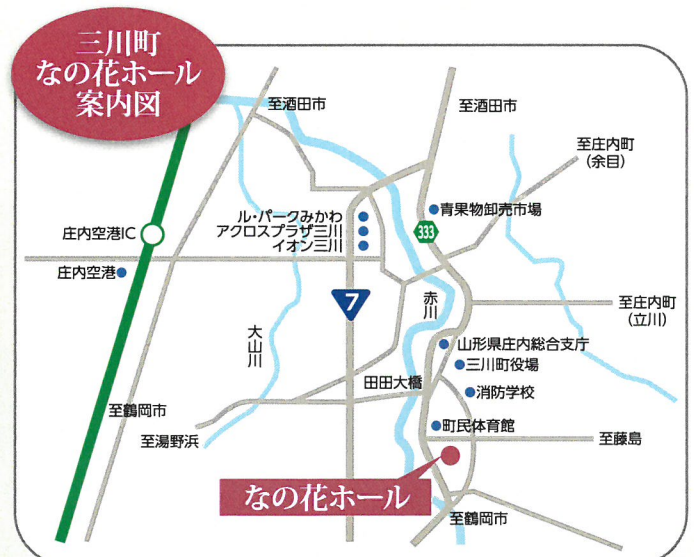 三川町
なの花ホール
案内図
至酒田市
至酒田市
至庄内町
(余目)
ル・パークみかわ
アクロスプラザ三川
イオン三川
青果物卸売市場
333
庄内空港IC
庄内空港
7
赤川
大山川
至庄内町
(立川)
山形県庄内総合支庁
三川町役場
消防学校
田田大橋
至鶴岡市
至湯野浜
町民体育館
至藤島
なの花ホール
至鶴岡市